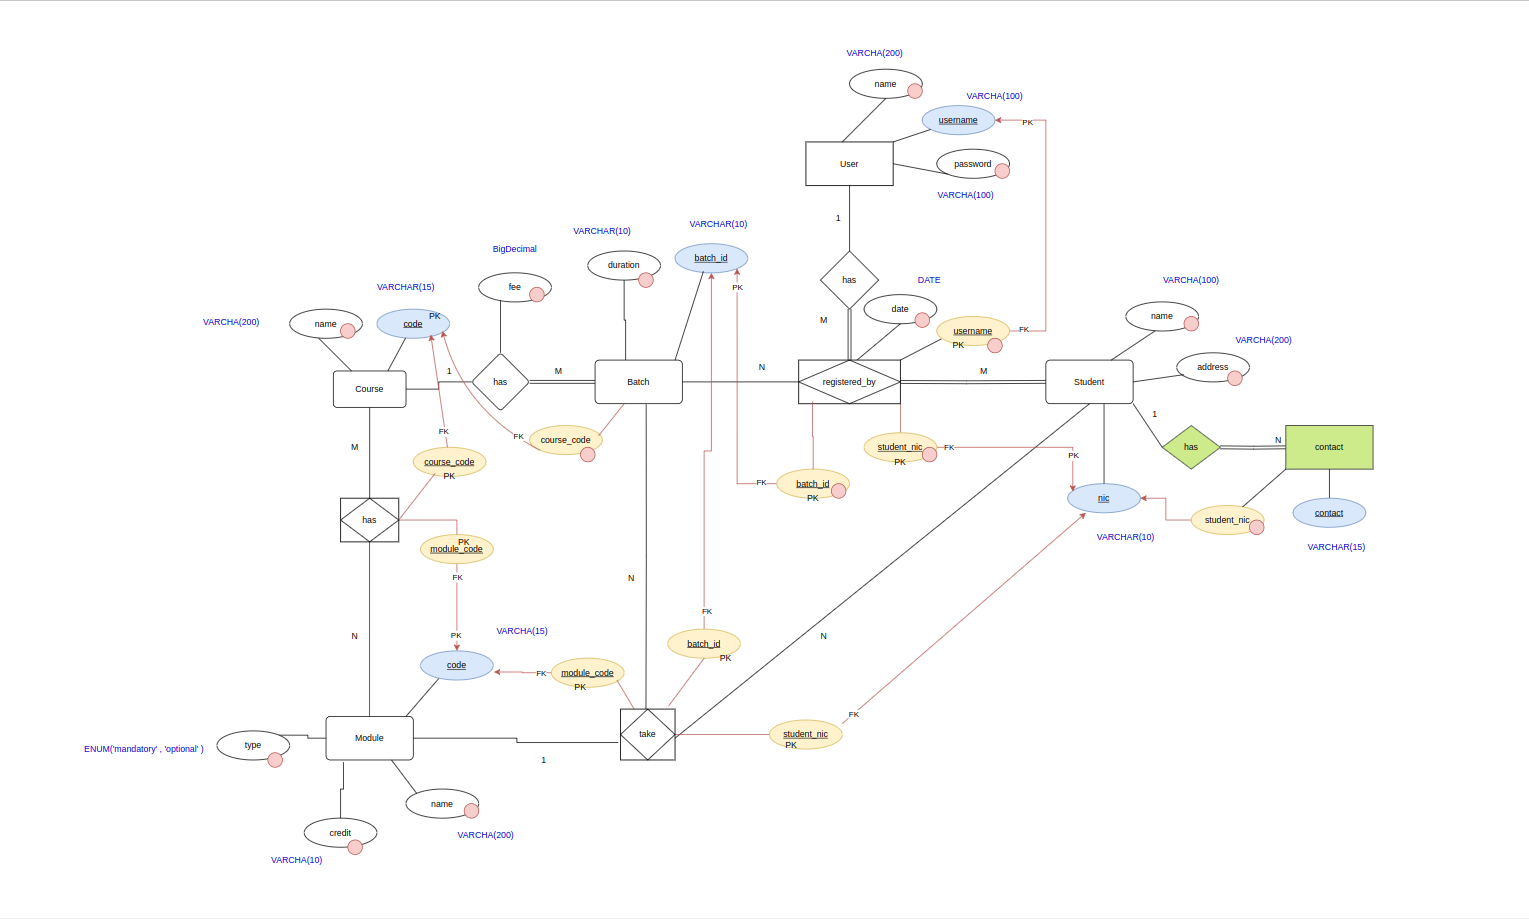 VARCHA(200)
name
VARCHA(100)
username
PK
User
password
VARCHA(100)
1
VARCHAR(10)
VARCHAR(10)
BigDecimal
duration
batch_id
has
DATE
VARCHA(100)
fee
PK
VARCHAR(15)
date
name
VARCHA(200)
name
code
PK
M
username
PK
FK
VARCHA(200)
address
Course
1
has
M
Batch
N
registered_by
M
Student
1
FK
FK
course_code
M
N
has
contact
student_nic
PK
FK
PK
course_code
PK
FK
batch_id
PK
nic
contact
has
student_nic
PK
module_code
VARCHAR(10)
VARCHAR(15)
FK
N
FK
N
PK
VARCHA(15)
N
batch_id
PK
code
FK
module_code
PK
FK
type
ENUM('mandatory' , 'optional' )
Module
take
student_nic
PK
1
name
credit
VARCHA(200)
VARCHA(10)